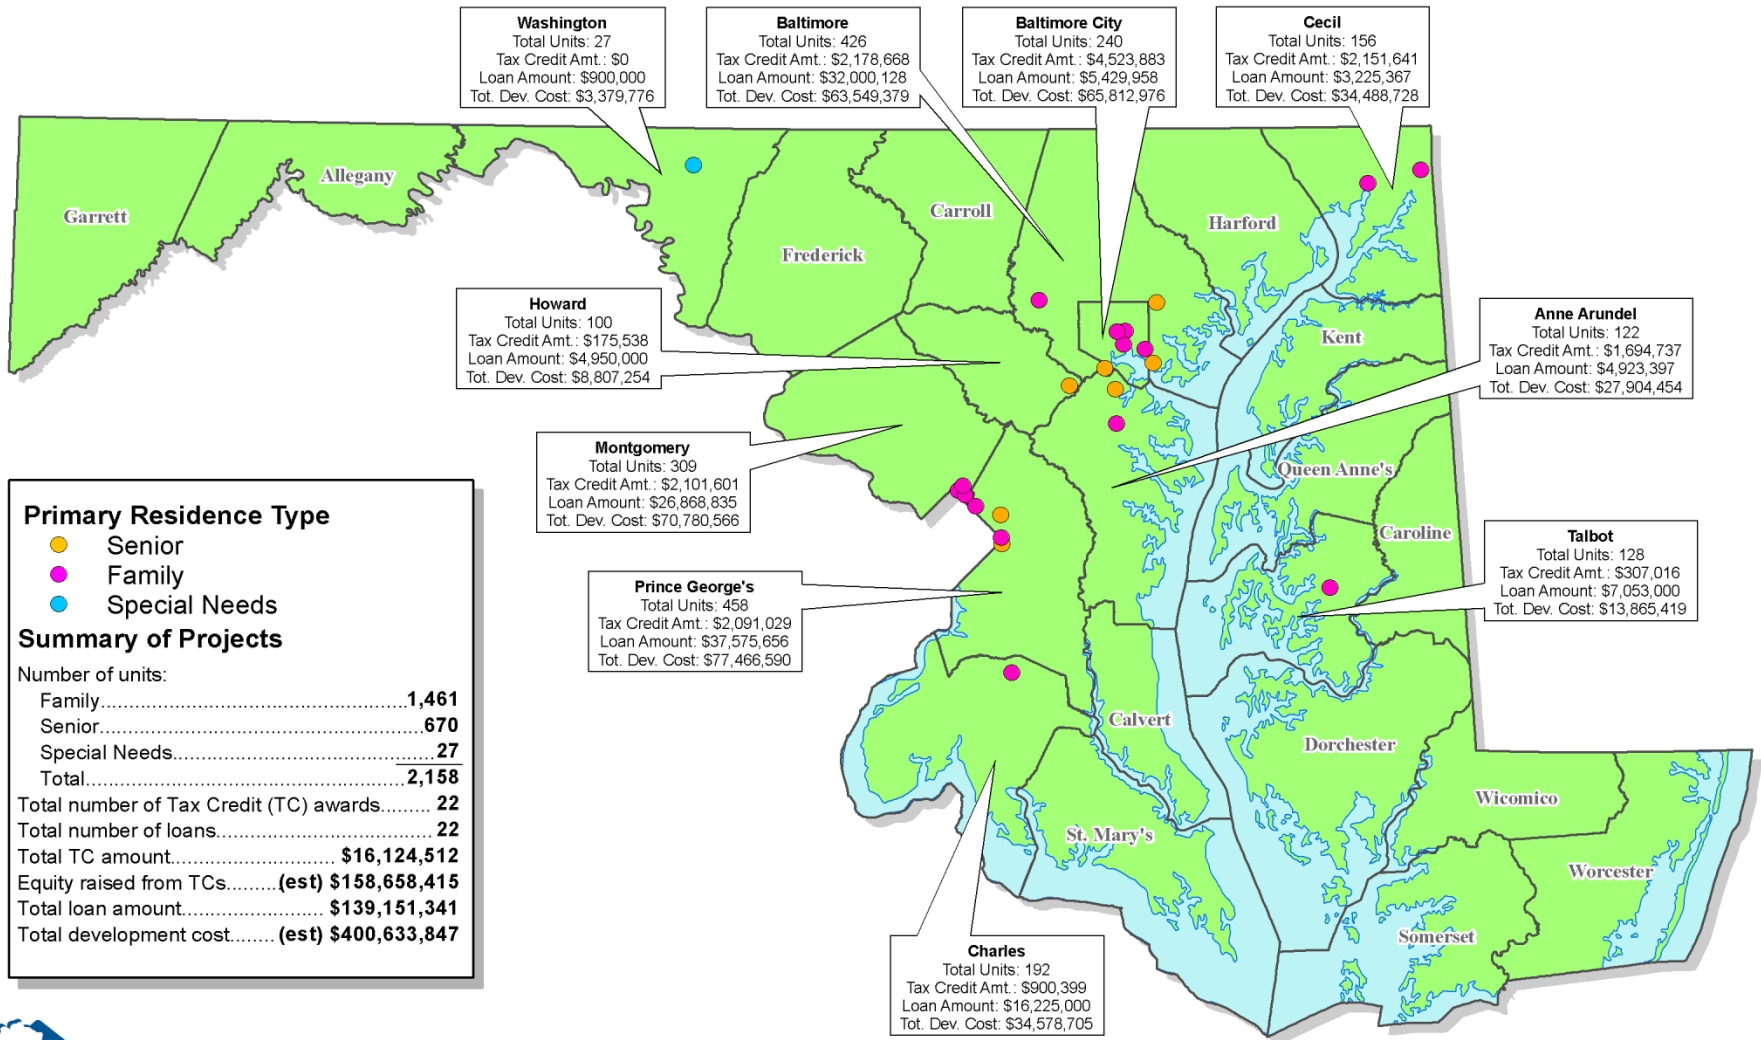 Washington
Total Units: 27
Tax Credit Amt.: $0
Loan Amount: $900,000
Tot. Dev. Cost: $3,379,776
Baltimore
Total Units: 426
Tax Credit Amt.: $2,178,668
Loan Amount: $32,000,128
Tot. Dev. Cost: $63,549,379
Baltimore City
Total Units: 240
Tax Credit Amt.: $4,523,883
Loan Amount: $5,429,958
Tot. Dev. Cost: $65,812,976
Cecil
Total Units: 156
Tax Credit Amt.: $2,151,641
Loan Amount: $3,225,367
Tot. Dev. Cost: $34,488,728
Garrett
Allegany
Frederick
Carroll
Harford
Howard
Total Units: 100
Tax Credit Amt.: $175,538
Loan Amount: $4,950,000
Tot. Dev. Cost: $8,807,254
Kent
Anne Arundel
Total Units: 122
Tax Credit Amt.: $1,694,737
Loan Amount: $4,923,397
Tot. Dev. Cost: $27,904,454
Montgomery
Total Units: 309
Tax Credit Amt.: $2,101,601
Loan Amount: $26,868,835
Tot. Dev. Cost: $70,780,566
Queen Anne's
Caroline
Talbot
Total Units: 128
Tax Credit Amt.: $307,016
Loan Amount: $7,053,000
Tot. Dev. Cost: $13,865,419
Prince George's
Total Units: 458
Tax Credit Amt.: $2,091,029
Loan Amount: $37,575,656
Tot. Dev. Cost: $77,466,590
Calvert
Dorchester
Wicomico
St. Mary's
Worcester
Somerset
Charles
Total Units: 192
Tax Credit Amt.: $900,399
Loan Amount: $16,225,000
Tot. Dev. Cost: $34,578,705
Primary Residence Type
Senior
Family
Special Needs
Summary of Projects
Number of units:
Family..................................................1,461
Senior....................................................670
Special Needs..........................................27
Total.....................................................2,158
Total number of Tax Credit (TC) awards......... 22
Total number of loans................................... 22
Total TC amount.......................... $16,124,512
Equity raised from TCs........(est) $158,658,415
Total loan amount....................... $139,151,341
Total development cost........ (est) $400,633,847